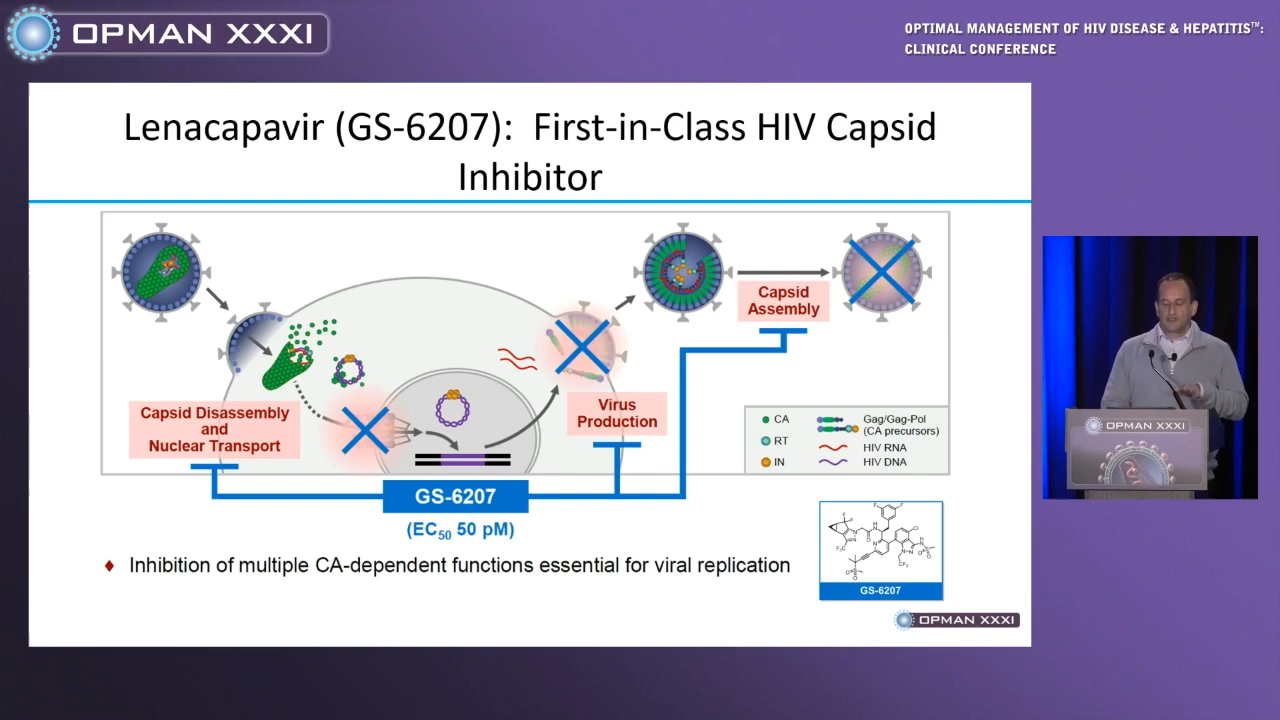 OPMAN XXXI
OPTIMAL MANAGEMENT OF HIV DISEASE & HEPATITIS™:
CLINICAL CONFERENCE
Lenacapavir (GS-6207): First-in-Class HIV Capsid
Inhibitor
Capsid
Assembly
Capsid Disassembly
and
Nuclear Transport
Virus
Production
CA
RT
IN
Gag/Gag-Pol
(CA precursors)
HIV RNA
HIV DNA
GS-6207
(EC50 50 pM)
♦ Inhibition of multiple CA-dependent functions essential for viral replication
GS-6207
OPMAN XXXI
OPMAN XXXI